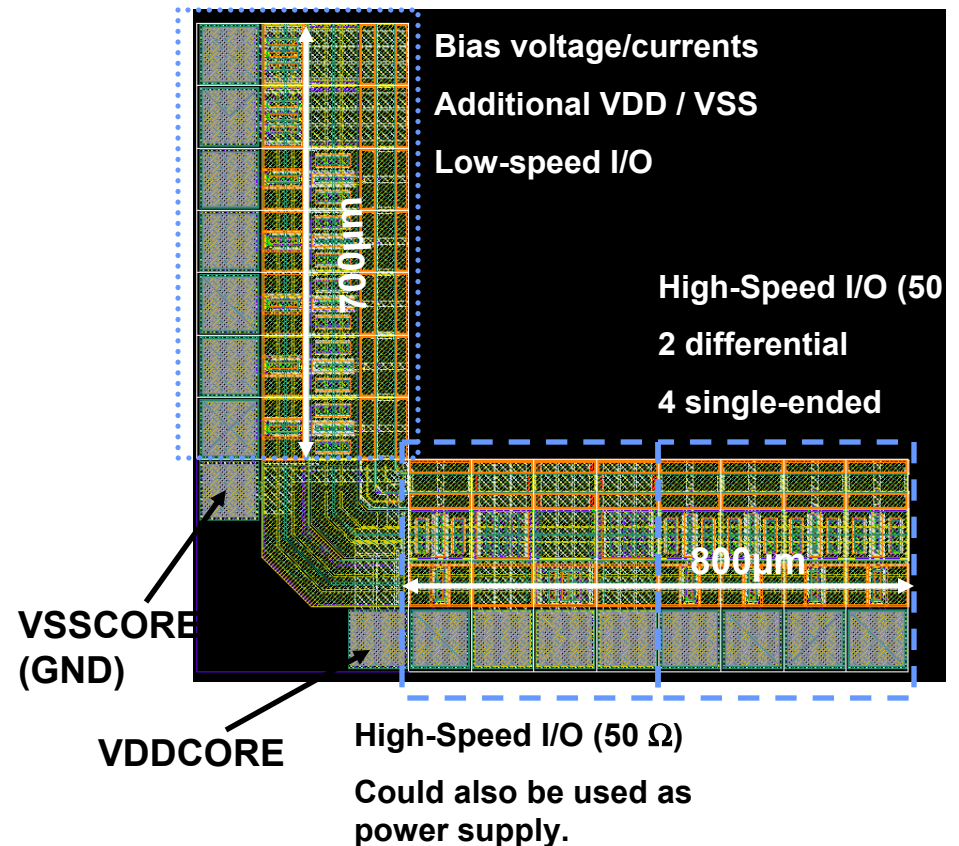 Bias voltage/currents
Additional VDD / VSS
Low-speed I/O
700µm
High-Speed I/O (50
2 differential
4 single-ended
800µm
VSSCORE
(GND)
VDDCORE
High-Speed I/O (50 Ω)
Could also be used as
power supply.